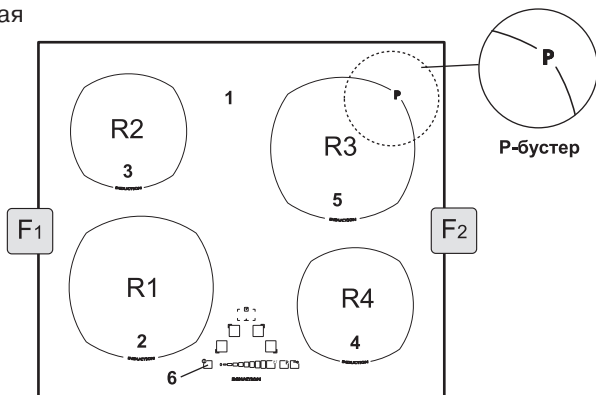 ая
P
1
P
R2
R3
P-бустер
3
INDUCTION
5
INDUCTION
F1
F2
R1
R4
2
INDUCTION
4
INDUCTION
6
INDUCTION